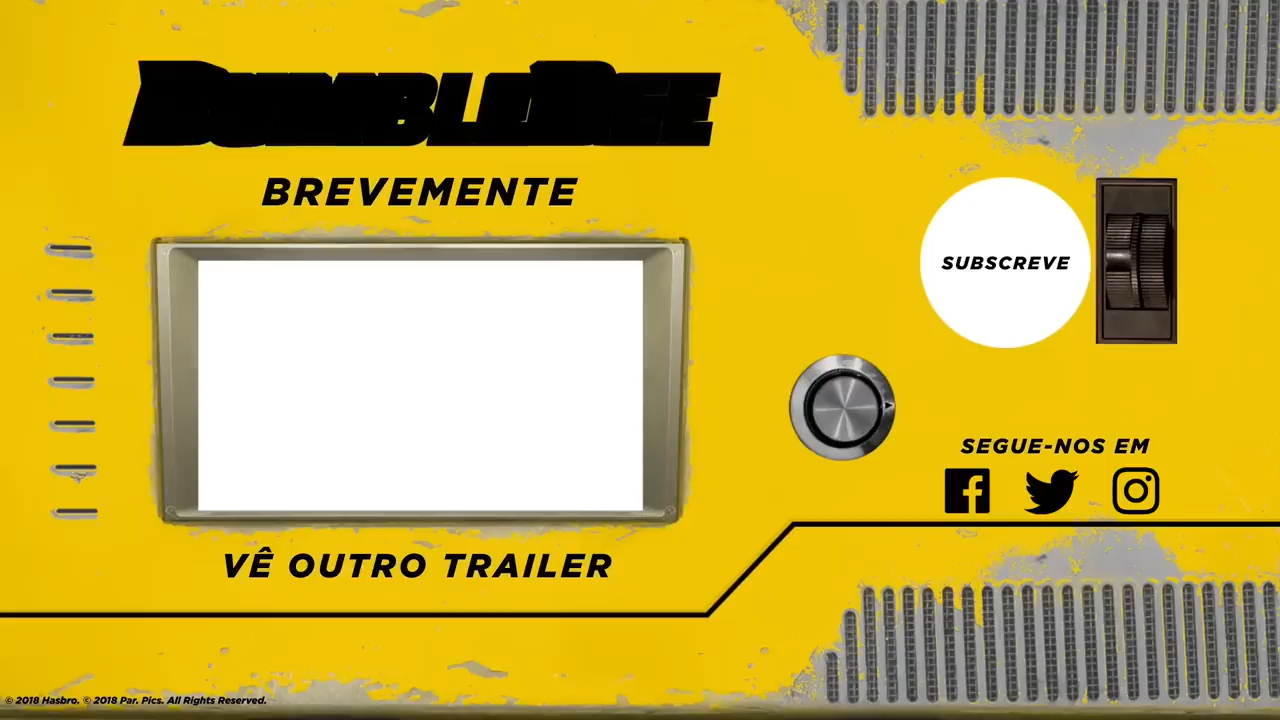 BUMBLEBEE
BREVEMENTE
SUBSCREVE
SEGUE-NOS EM
VÊ OUTRO TRAILER
© 2018 Hasbro. © 2018 Par. Pics. All Rights Reserved.